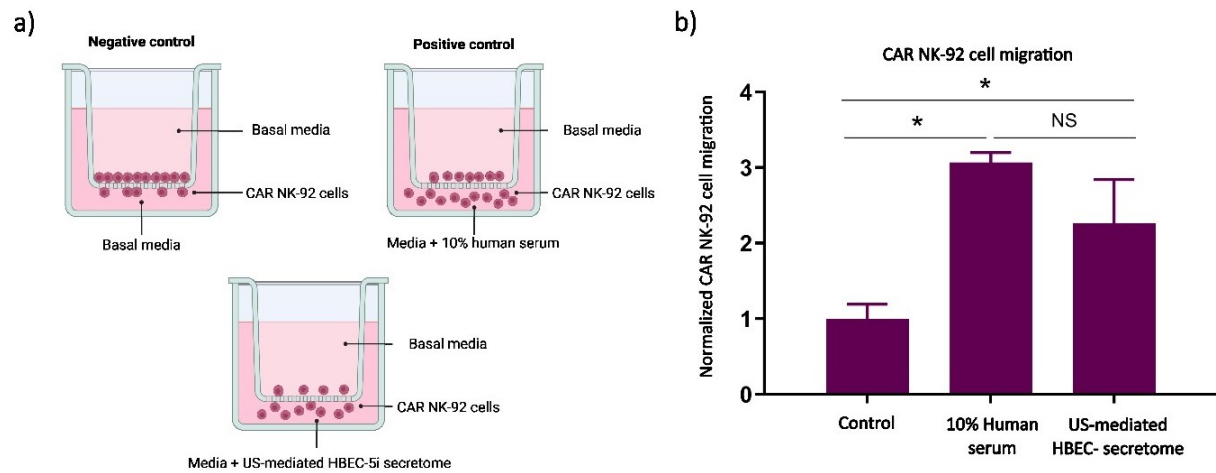 a)
Negative control
Basal media
CAR NK-92 cells
Basal media
Positive control
Basal media
CAR NK-92 cells
Media + 10% human serum
Basal media
CAR NK-92 cells
Media + US-mediated HBEC-5i secretome
b)
CAR NK-92 cell migration
Normalized CAR NK-92 cell migration
4
3
2
1
0
*
*
NS
Control
10% Human
serum
US-mediated
HBEC- secretome